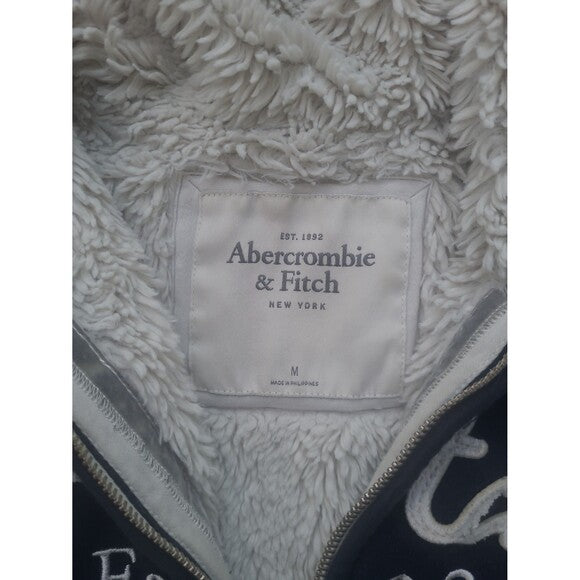 EST. 1892
Abercrombie
& Fitch
NEW YORK
M
MADE IN PHILIPPINES